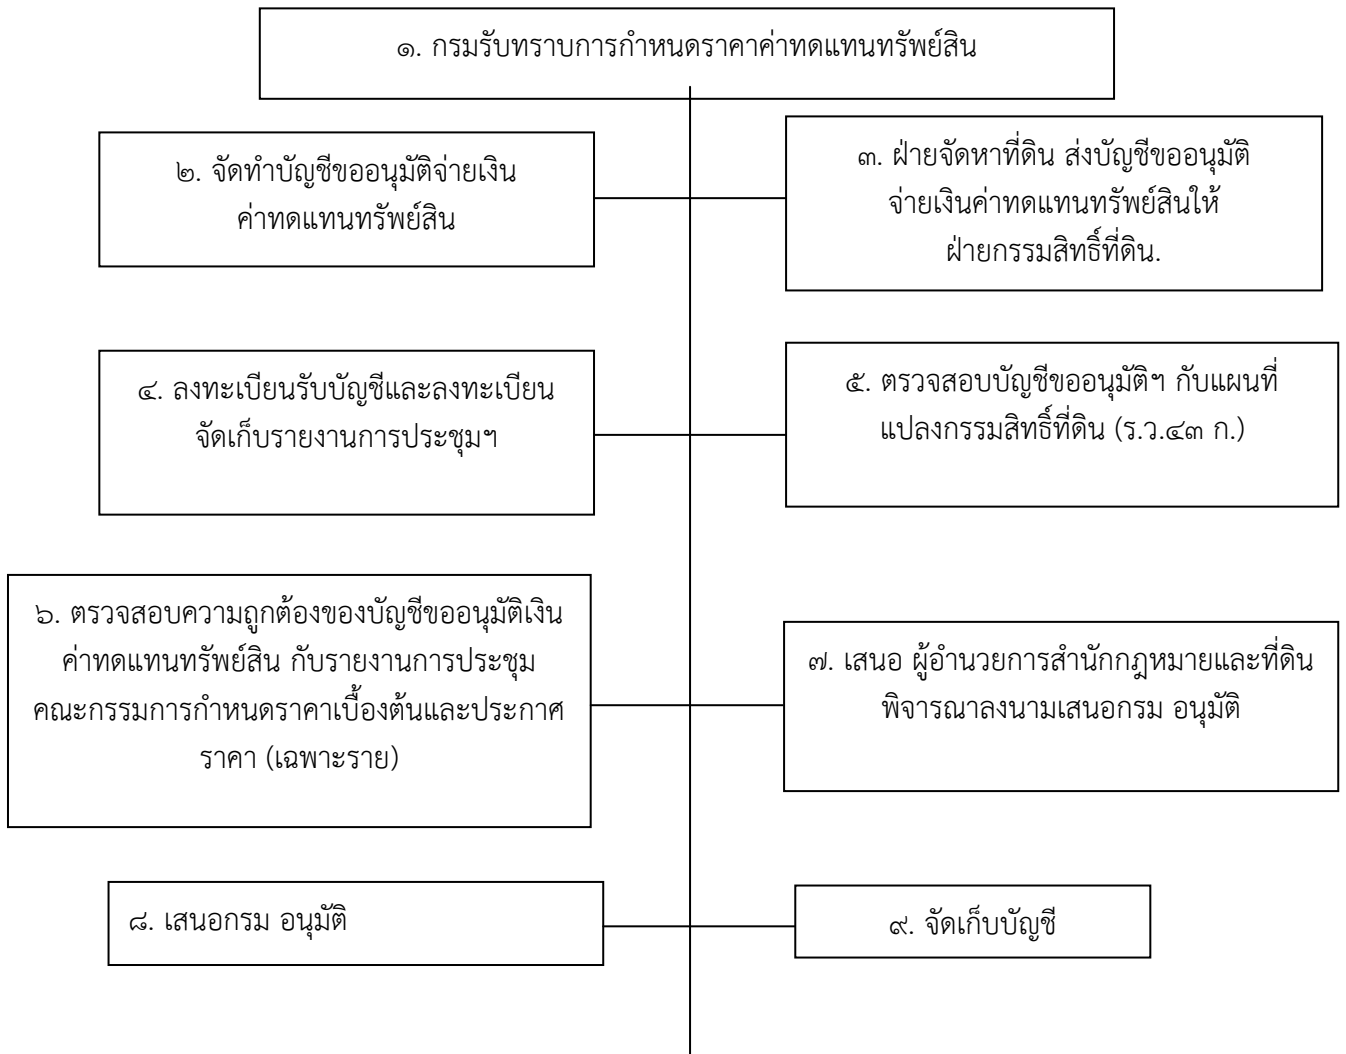 ๑. กรมรับทราบการกำหนดราคาค่าทดแทนทรัพย์สิน
๒. จัดทำบัญชีขออนุมัติจ่ายเงิน
ค่าทดแทนทรัพย์สิน
๓. ฝ่ายจัดหาที่ดิน ส่งบัญชีขออนุมัติ
จ่ายเงินค่าทดแทนทรัพย์สินให้
ฝ่ายกรรมสิทธิ์ที่ดิน.
๔. ลงทะเบียนรับบัญชีและลงทะเบียน
จัดเก็บรายงานการประชุมฯ
๕. ตรวจสอบบัญชีขออนุมัติฯ กับแผนที่
แปลงกรรมสิทธิ์ที่ดิน (ร.ว.๔๓ ก.)
๖. ตรวจสอบความถูกต้องของบัญชีขออนุมัติเงิน
ค่าทดแทนทรัพย์สิน กับรายงานการประชุม
คณะกรรมการกำหนดราคาเบื้องต้นและประกาศ
ราคา (เฉพาะราย)
๗. เสนอ ผู้อำนวยการสำนักกฎหมายและที่ดิน
พิจารณาลงนามเสนอกรม อนุมัติ
๘. เสนอกรม อนุมัติ
๙. จัดเก็บบัญชี